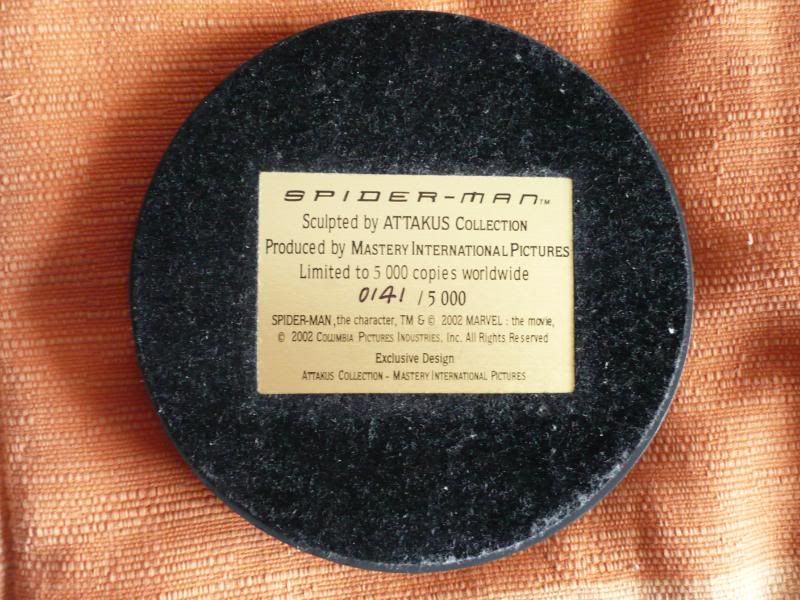 SPIDER-MAN™
Sculpted by ATTAKUS COLLECTION
Produced by MASTERY INTERNATIONAL PICTURES
Limited to 5 000 copies worldwide
0141 / 5 000
SPIDER-MAN, the character, TM & © 2002 MARVEL : the movie,
© 2002 COLUMBIA PICTURES INDUSTRIES, Inc. All Rights Reserved
Exclusive Design
ATTAKUS COLLECTION - MASTERY INTERNATIONAL PICTURES